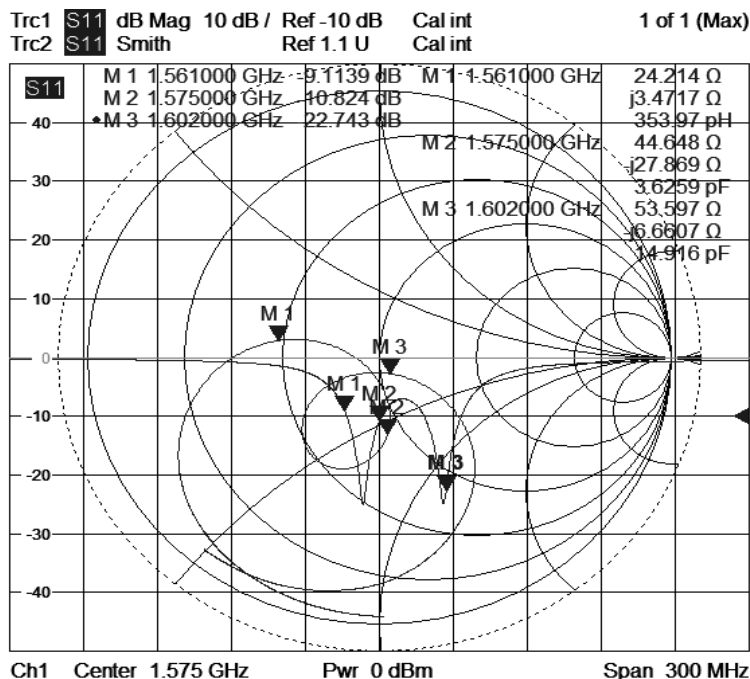 Trc1 S11 dB Mag 10 dB / Ref -10 dB Cal int 1 of 1 (Max)
Trc2 S11 Smith Ref 1.1 U Cal int
S11
M 1 1.561000 GHz -9.1139 dB
M 2 1.575000 GHz -10.824 dB
•M 3 1.602000 GHz -22.743 dB
M 1 1.561000 GHz 24.214 Ω
j3.4717 Ω
353.97 pH
M 2 1.575000 GHz 44.648 Ω
-j27.869 Ω
3.6259 pF
M 3 1.602000 GHz 53.597 Ω
-j6.6607 Ω
14.916 pF
40
30
20
10
0
-10
-20
-30
-40
M 1
M 3
M 1
M 2
M 2
M 3
Ch1 Center 1.575 GHz Pwr 0 dBm Span 300 MHz